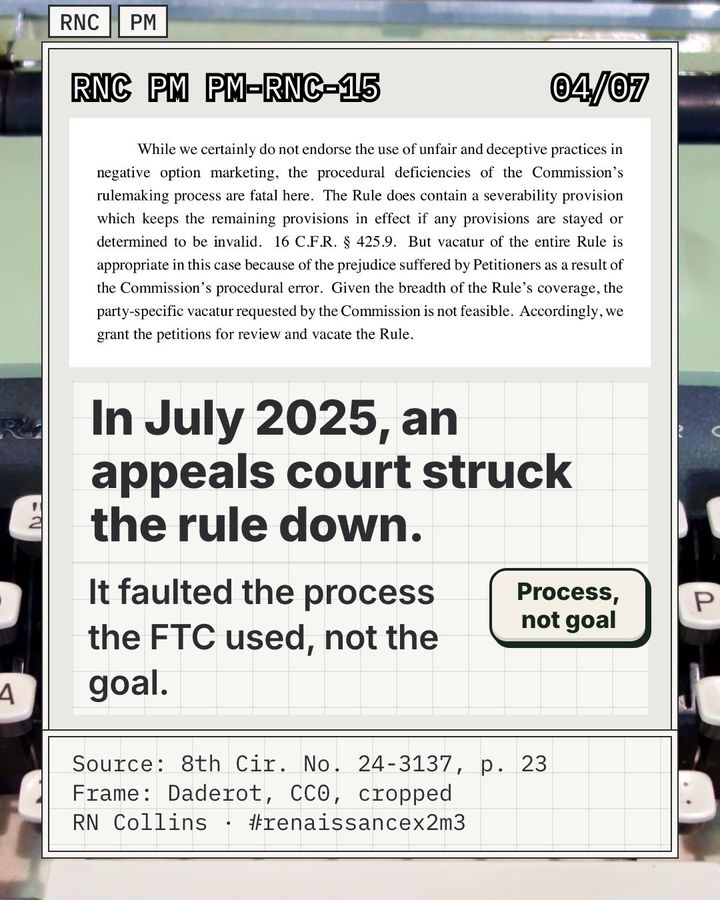 RNC PM
RNC PM PM-RNC-15 04/07
While we certainly do not endorse the use of unfair and deceptive practices in
negative option marketing, the procedural deficiencies of the Commission's
rulemaking process are fatal here. The Rule does contain a severability provision
which keeps the remaining provisions in effect if any provisions are stayed or
determined to be invalid. 16 C.F.R. § 425.9. But vacatur of the entire Rule is
appropriate in this case because of the prejudice suffered by Petitioners as a result of
the Commission's procedural error. Given the breadth of the Rule's coverage, the
party-specific vacatur requested by the Commission is not feasible. Accordingly, we
grant the petitions for review and vacate the Rule.
In July 2025, an
appeals court struck
the rule down.
It faulted the process
the FTC used, not the
goal.
Process,
not goal
Source: 8th Cir. No. 24-3137, p. 23
Frame: Daderot, CC0, cropped
RN Collins · #renaissancex2m3
" 2
P
A